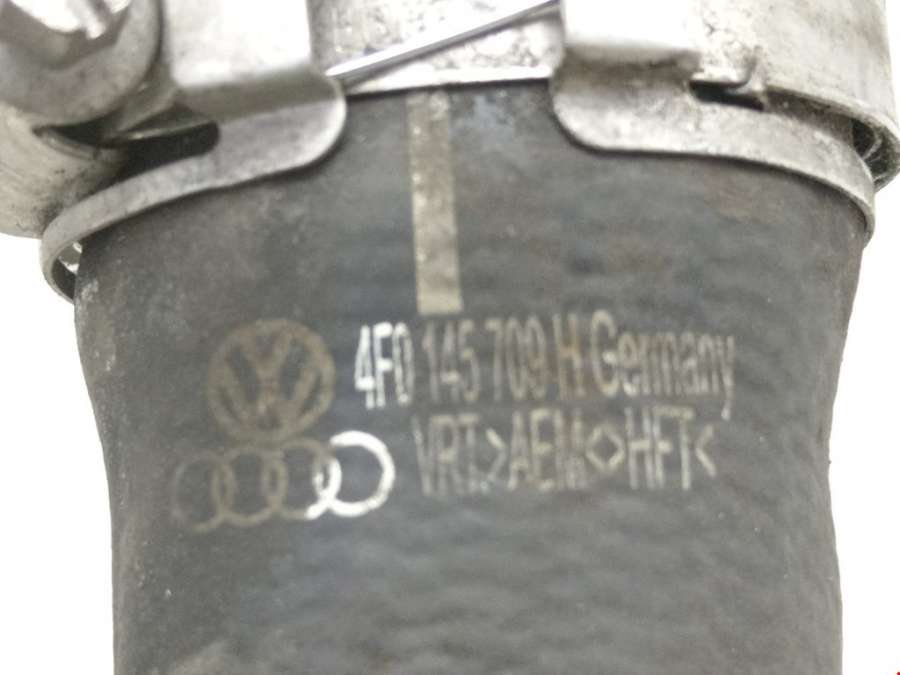 4F0 145 709 H Germany
VRT >AEM<>HFT<